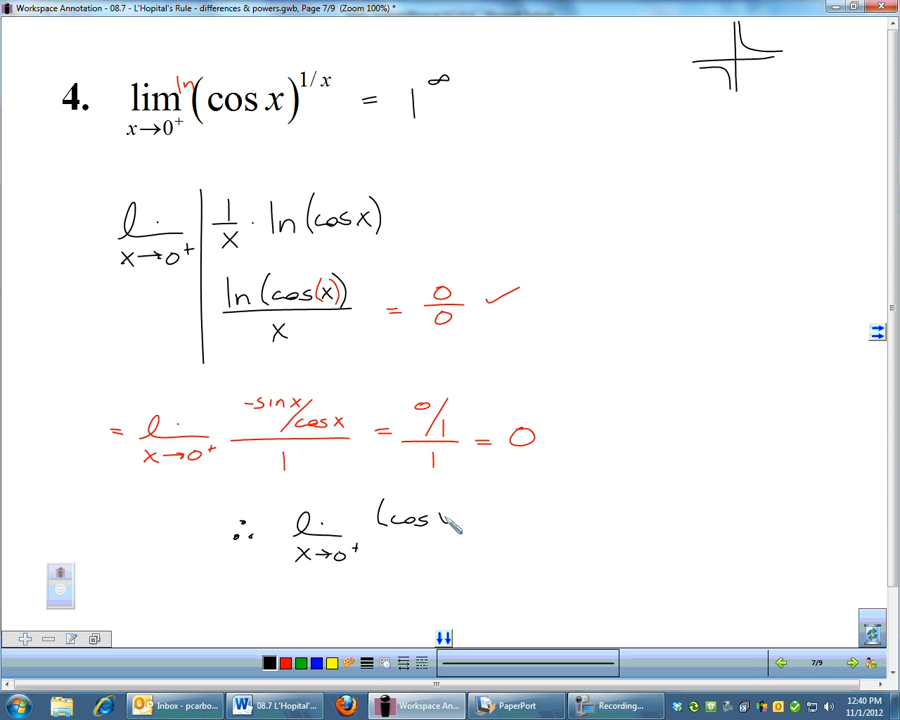 Workspace Annotation - 08.7 - L'Hopital's Rule - differences & powers.gwb, Page 7/9 (Zoom 100%) *
4. lim x→0⁺ ln (cos x)^1/x = 1^∞
lim x→0⁺ 1/x · ln(cos x)
ln(cos(x))/x = 0/0 ✓
= lim x→0⁺ (-sin x/cos x)/1 = (0/1)/1 = 0
∴ lim x→0⁺ (cos
7/9
Inbox - pcarbo... 08.7 L'Hopital'... Workspace An... PaperPort Recording... 12:40 PM
11/1/2012